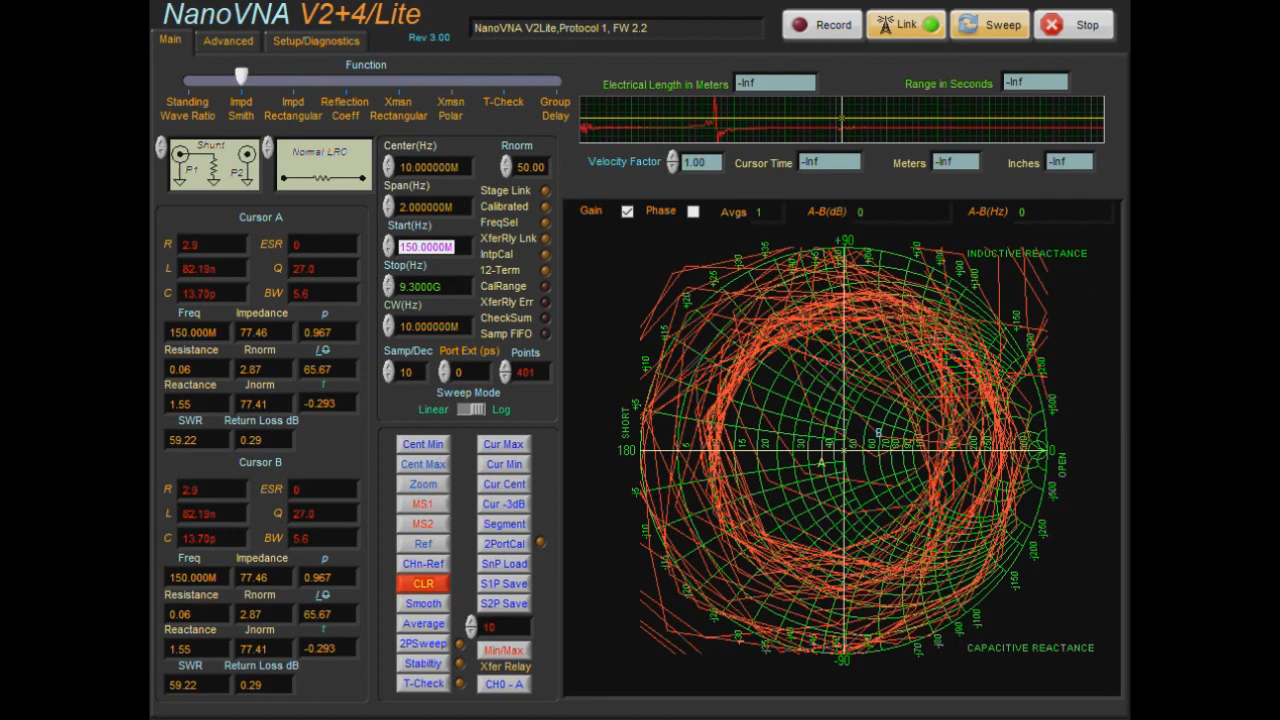 NanoVNA V2+4/Lite
Rev 3.00
NanoVNA V2Lite,Protocol 1, FW 2.2
Record
Link
Sweep
Stop
Main
Advanced
Setup/Diagnostics
Function
Standing Wave Ratio
Impd Smith
Impd Rectangular
Reflection Coeff
Xmsn Rectangular
Xmsn Polar
T-Check
Group Delay
Electrical Length in Meters -Inf
Range in Seconds -Inf
Velocity Factor 1.00
Cursor Time -Inf
Meters -Inf
Inches -Inf
Shunt
P1
P2
Normal LRC
Cursor A
R 2.9 ESR 0
L 82.19n Q 27.0
C 13.70p BW 5.6
Freq Impedance p
150.000M 77.46 0.967
Resistance Rnorm /Θ
0.06 2.87 65.67
Reactance Jnorm t
1.55 77.41 -0.293
SWR Return Loss dB
59.22 0.29
Cursor B
R 2.9 ESR 0
L 82.19n Q 27.0
C 13.70p BW 5.6
Freq Impedance p
150.000M 77.46 0.967
Resistance Rnorm /Θ
0.06 2.87 65.67
Reactance Jnorm t
1.55 77.41 -0.293
SWR Return Loss dB
59.22 0.29
Center(Hz) Rnorm
10.000000M 50.00
Span(Hz)
2.000000M
Start(Hz)
150.0000M
Stop(Hz)
9.3000G
CW(Hz)
10.000000M
Stage Link
Calibrated
FreqSel
XferRly Lnk
IntpCal
12-Term
CalRange
XferRly Err
CheckSum
Samp FIFO
Samp/Dec Port Ext (ps) Points
10 0 401
Sweep Mode
Linear Log
Cent Min Cur Max
Cent Max Cur Min
Zoom Cur Cent
MS1 Cur -3dB
MS2 Segment
Ref 2PortCal
CHn-Ref SnP Load
CLR S1P Save
Smooth S2P Save
Average 10
2PSweep Min/Max
Stabiltiy Xfer Relay
T-Check CH0 - A
Gain Phase Avgs 1 A-B(dB) 0 A-B(Hz) 0
+90
INDUCTIVE REACTANCE
SHORT
180
0
OPEN
A
B
-90
CAPACITIVE REACTANCE